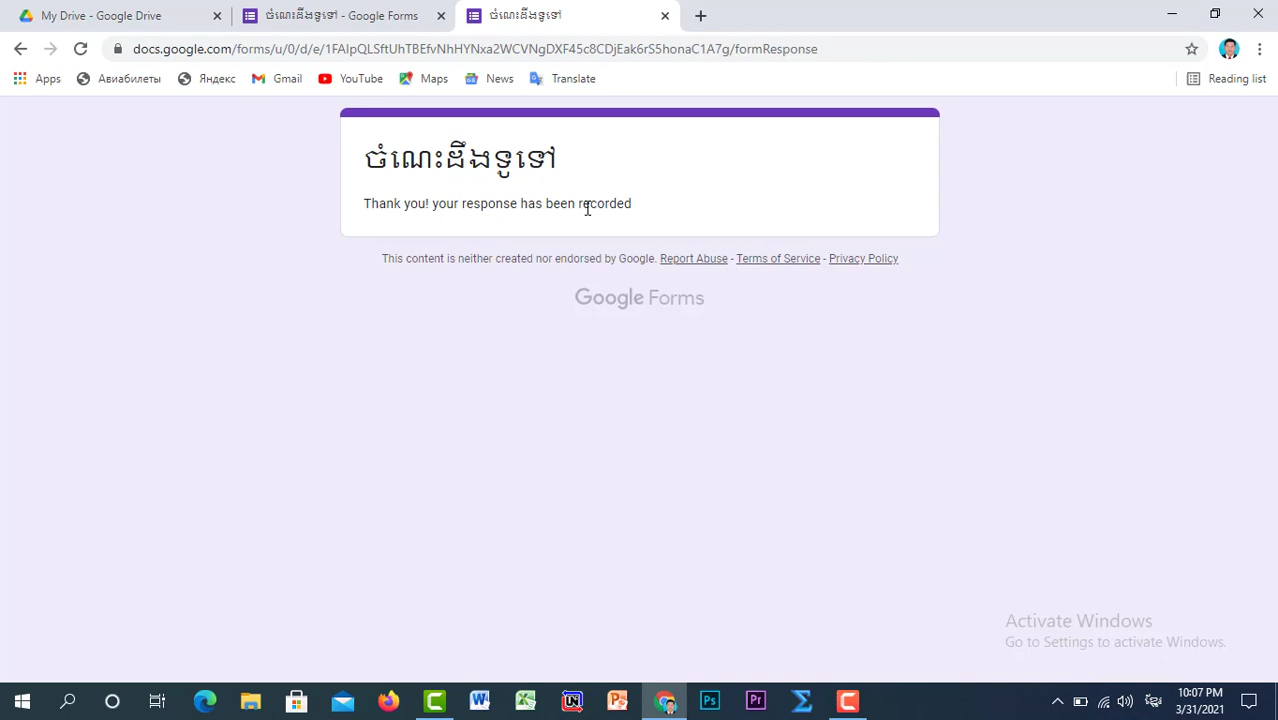 My Drive - Google Drive
ចំណេះដឹងទូទៅ - Google Forms
ចំណេះដឹងទូទៅ
docs.google.com/forms/u/0/d/e/1FAIpQLSftUhTBEfvNhHYNxa2WCVNgDXF45c8CDjEak6rS5honaC1A7g/formResponse
Apps Авиабилеты Яндекс Gmail YouTube Maps News Translate Reading list
ចំណេះដឹងទូទៅ
Thank you! your response has been recorded
This content is neither created nor endorsed by Google. Report Abuse - Terms of Service - Privacy Policy
Google Forms
Activate Windows
Go to Settings to activate Windows.
10:07 PM
3/31/2021